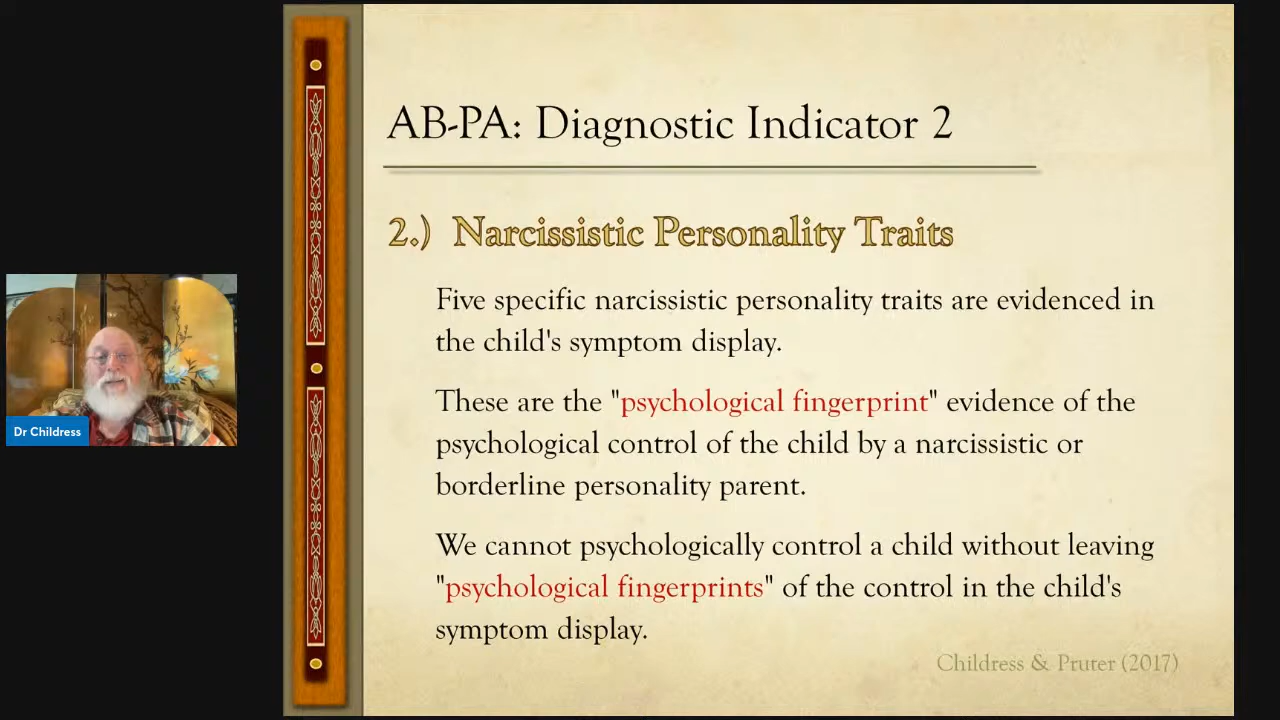 AB-PA: Diagnostic Indicator 2
2.) Narcissistic Personality Traits
Five specific narcissistic personality traits are evidenced in
the child's symptom display.
These are the "psychological fingerprint" evidence of the
psychological control of the child by a narcissistic or
borderline personality parent.
We cannot psychologically control a child without leaving
"psychological fingerprints" of the control in the child's
symptom display.
Childress & Pruter (2017)
Dr Childress